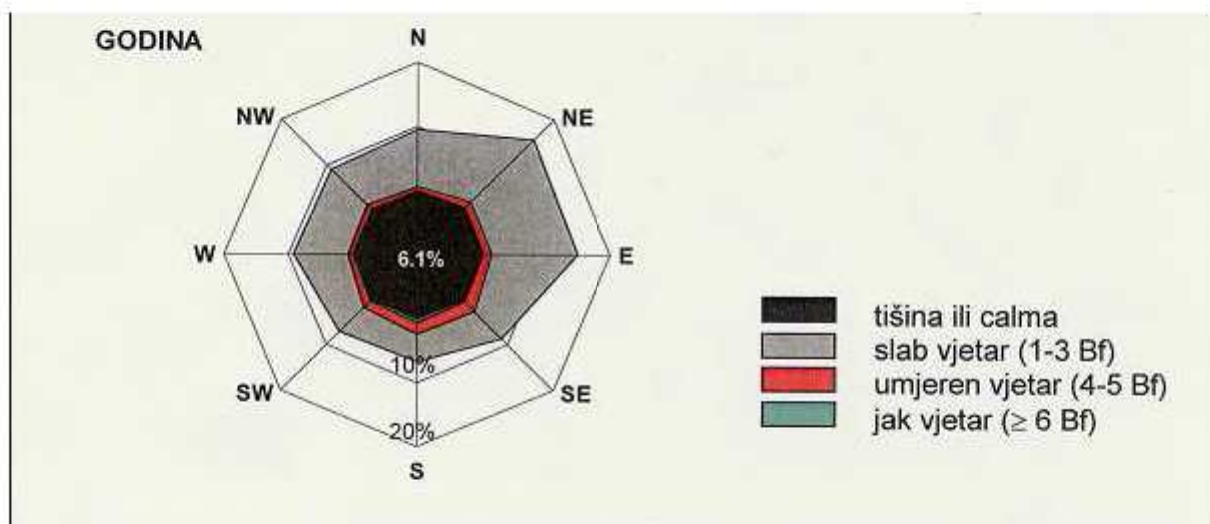 GODINA
N
NW
NE
W
6.1%
E
tišina ili calma
slab vjetar (1-3 Bf)
10%
umjeren vjetar (4-5 Bf)
SW
SE
jak vjetar (≥ 6 Bf)
20%
S